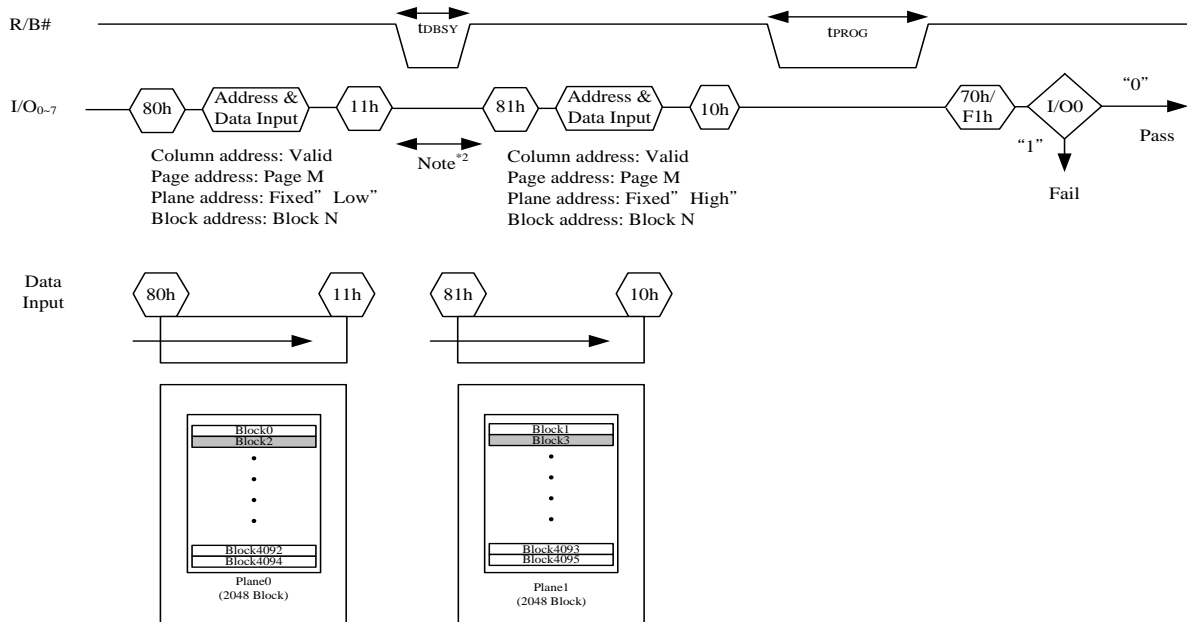 R/B#
tDBSY
tPROG
I/O0~7
80h
Address &
Data Input
11h
81h
Address &
Data Input
10h
70h/
F1h
I/O0
“0”
Pass
“1”
Fail
Note*2
Column address: Valid
Page address: Page M
Plane address: Fixed” Low”
Block address: Block N
Column address: Valid
Page address: Page M
Plane address: Fixed” High”
Block address: Block N
Data
Input
80h
11h
81h
10h
Block0
Block2
Block4092
Block4094
Plane0
(2048 Block)
Block1
Block3
Block4093
Block4095
Plane1
(2048 Block)